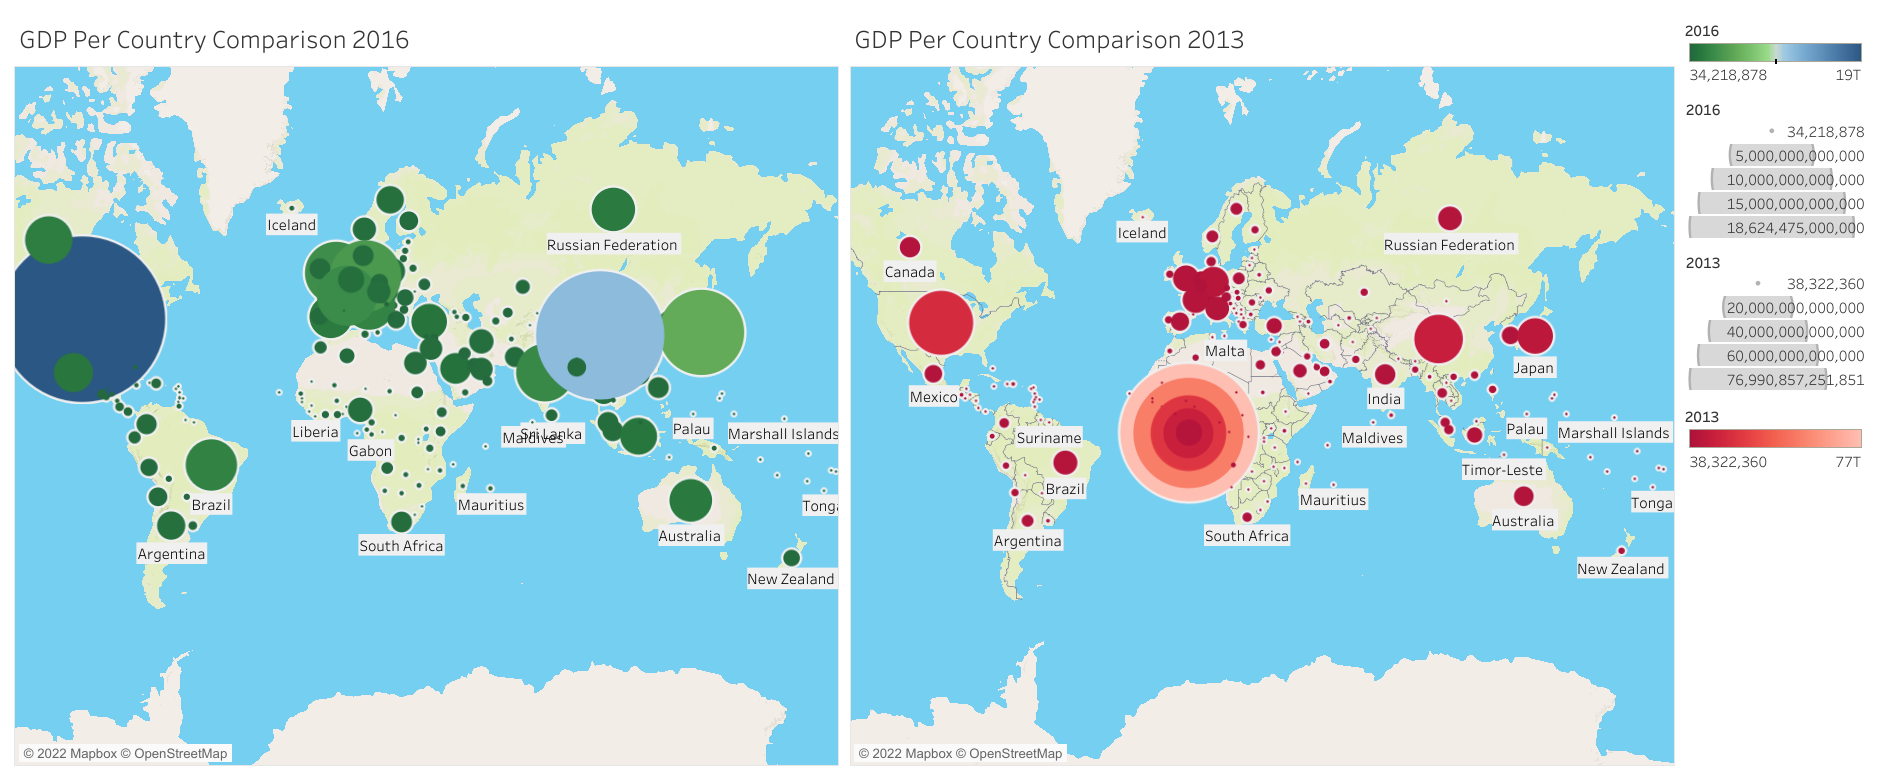 GDP Per Country Comparison 2016
Iceland
Russian Federation
Liberia
Gabon
Maldives
Sri Lanka
Palau
Marshall Islands
Brazil
Mauritius
Tonga
Argentina
South Africa
Australia
New Zealand
© 2022 Mapbox © OpenStreetMap
GDP Per Country Comparison 2013
Iceland
Russian Federation
Canada
Malta
Japan
Mexico
India
Suriname
Maldives
Palau
Marshall Islands
Timor-Leste
Brazil
Mauritius
Tonga
Argentina
South Africa
Australia
New Zealand
© 2022 Mapbox © OpenStreetMap
2016
34,218,878 19T
2016
34,218,878
5,000,000,000,000
10,000,000,000,000
15,000,000,000,000
18,624,475,000,000
2013
38,322,360
20,000,000,000,000
40,000,000,000,000
60,000,000,000,000
76,990,857,251,851
2013
38,322,360 77T